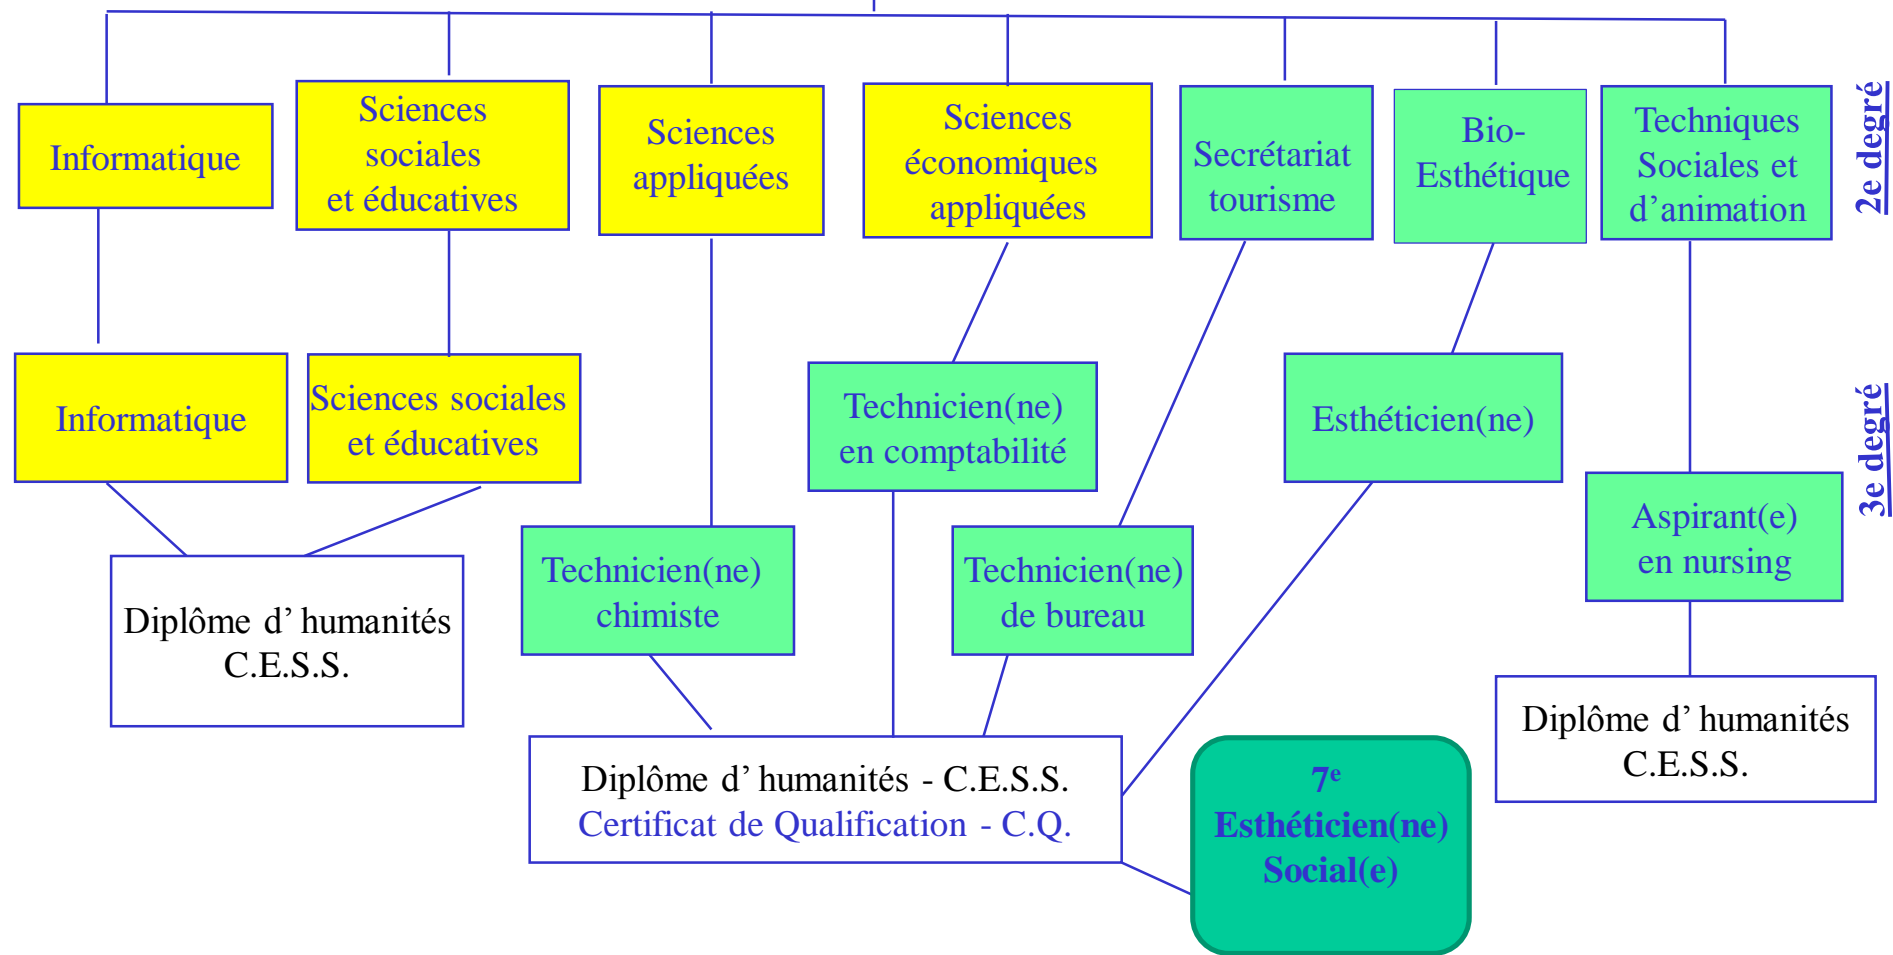 Informatique
Sciences
sociales
et éducatives
Sciences
appliquées
Sciences
économiques
appliquées
Secrétariat
tourisme
Bio-
Esthétique
Techniques
Sociales et
d’animation
2e degré
Informatique
Sciences sociales
et éducatives
Technicien(ne)
en comptabilité
Esthéticien(ne)
3e degré
Technicien(ne)
chimiste
Technicien(ne)
de bureau
Aspirant(e)
en nursing
Diplôme d’ humanités
C.E.S.S.
Diplôme d’ humanités - C.E.S.S.
Certificat de Qualification - C.Q.
7e
Esthéticien(ne)
Social(e)
Diplôme d’ humanités
C.E.S.S.